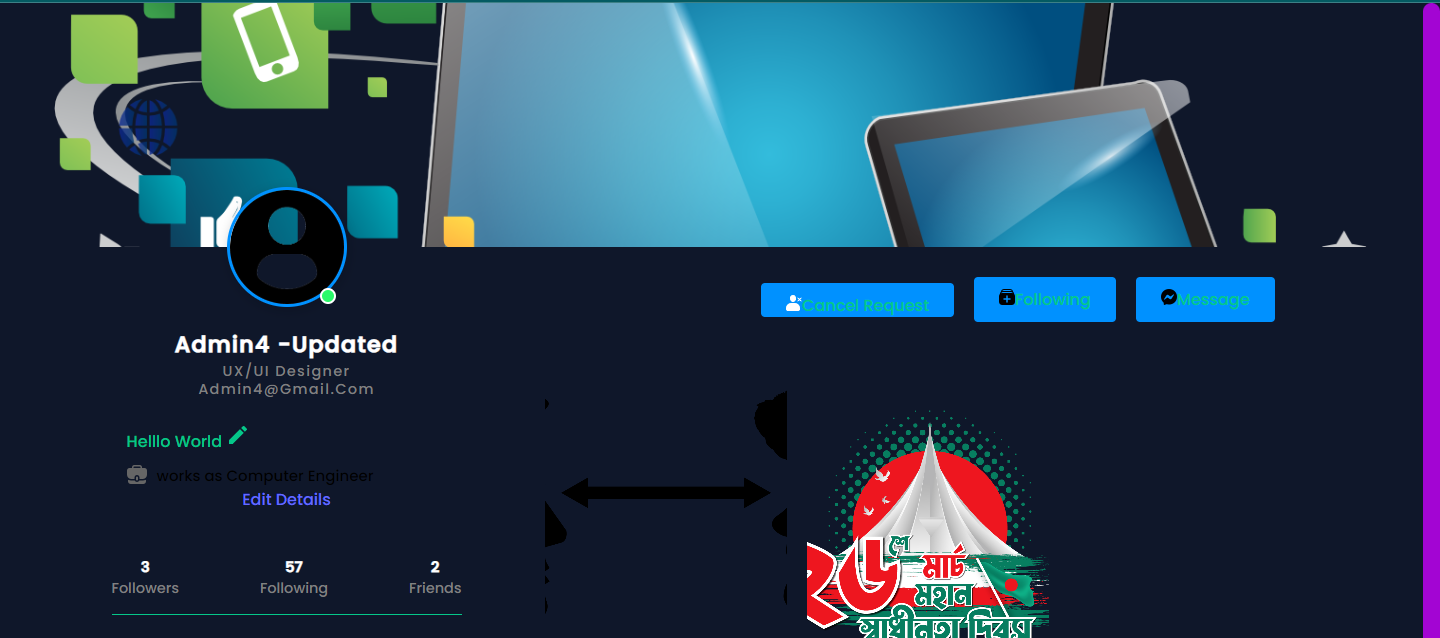 Cancel Request
Following
Message
Admin4 -Updated
UX/UI Designer
Admin4@Gmail.Com
Helllo World
works as Computer Engineer
Edit Details
3
57
2
Followers
Following
Friends
২৬ শে মার্চ
মহান
স্বাধীনতা দিবস